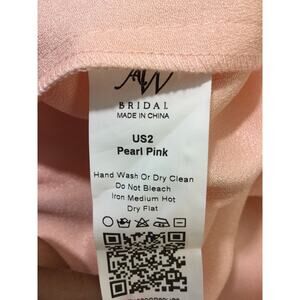 AW
BRIDAL
MADE IN CHINA
US2
Pearl Pink
Hand Wash Or Dry Clean
Do Not Bleach
Iron Medium Hot
Dry Flat